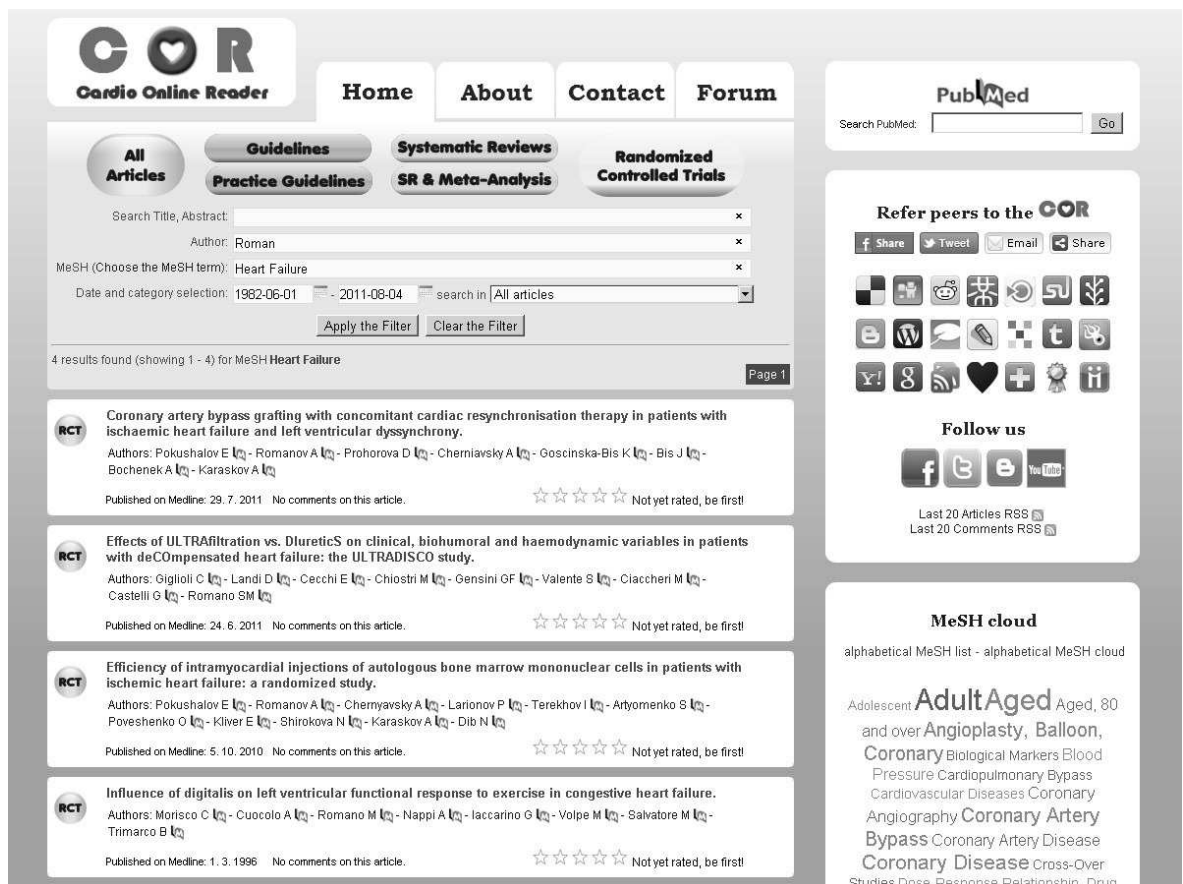 COR
Cardio Online Reader
Home
About
Contact
Forum
All
Articles
Guidelines
Practice Guidelines
Systematic Reviews
SR & Meta-Analysis
Randomized
Controlled Trials
Search Title, Abstract: ×
Author: Roman ×
MeSH (Choose the MeSH term): Heart Failure ×
Date and category selection: 1982-06-01 - 2011-08-04 search in All articles
Apply the Filter Clear the Filter
4 results found (showing 1 - 4) for MeSH Heart Failure
Page 1
RCT
Coronary artery bypass grafting with concomitant cardiac resynchronisation therapy in patients with
ischaemic heart failure and left ventricular dyssynchrony.
Authors: Pokushalov E - Romanov A - Prohorova D - Cherniavsky A - Goscinska-Bis K - Bis J -
Bochenek A - Karaskov A
Published on Medline: 29. 7. 2011 No comments on this article. Not yet rated, be first!
RCT
Effects of ULTRAfiltration vs. DIureticS on clinical, biohumoral and haemodynamic variables in patients
with deCOmpensated heart failure: the ULTRADISCO study.
Authors: Giglioli C - Landi D - Cecchi E - Chiostri M - Gensini GF - Valente S - Ciaccheri M -
Castelli G - Romano SM
Published on Medline: 24. 6. 2011 No comments on this article. Not yet rated, be first!
RCT
Efficiency of intramyocardial injections of autologous bone marrow mononuclear cells in patients with
ischemic heart failure: a randomized study.
Authors: Pokushalov E - Romanov A - Chernyavsky A - Larionov P - Terekhov I - Artyomenko S -
Poveshenko O - Kliver E - Shirokova N - Karaskov A - Dib N
Published on Medline: 5. 10. 2010 No comments on this article. Not yet rated, be first!
RCT
Influence of digitalis on left ventricular functional response to exercise in congestive heart failure.
Authors: Morisco C - Cuocolo A - Romano M - Nappi A - Iaccarino G - Volpe M - Salvatore M -
Trimarco B
Published on Medline: 1. 3. 1996 No comments on this article. Not yet rated, be first!
PubMed
Search PubMed: Go
Refer peers to the COR
f Share Tweet Email Share
Follow us
You Tube
Last 20 Articles RSS
Last 20 Comments RSS
MeSH cloud
alphabetical MeSH list - alphabetical MeSH cloud
Adolescent Adult Aged Aged, 80
and over Angioplasty, Balloon,
Coronary Biological Markers Blood
Pressure Cardiopulmonary Bypass
Cardiovascular Diseases Coronary
Angiography Coronary Artery
Bypass Coronary Artery Disease
Coronary Disease Cross-Over
Studies Dose-Response Relationship, Drug